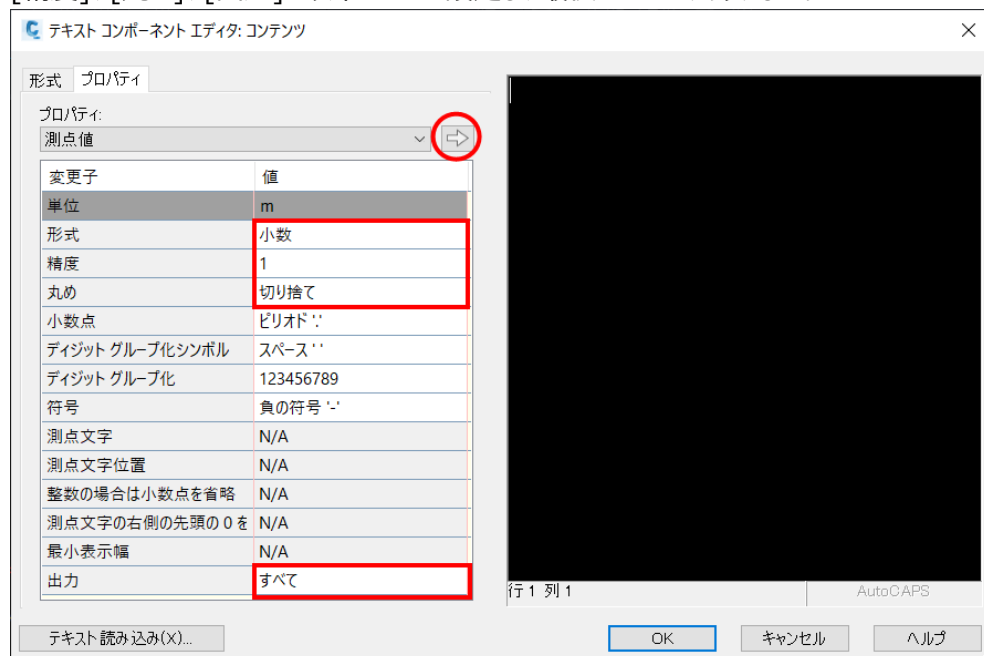 テキスト コンポーネント エディタ: コンテンツ
形式 プロパティ
プロパティ:
測点値
変更子 値
単位 m
形式 小数
精度 1
丸め 切り捨て
小数点 ピリオド '.'
ディジット グループ化シンボル スペース ' '
ディジット グループ化 123456789
符号 負の符号 '-'
測点文字 N/A
測点文字位置 N/A
整数の場合は小数点を省略 N/A
測点文字の右側の先頭の 0 を N/A
最小表示幅 N/A
出力 すべて
行 1 列 1 AutoCAPS
テキスト読み込み(X)... OK キャンセル ヘルプ